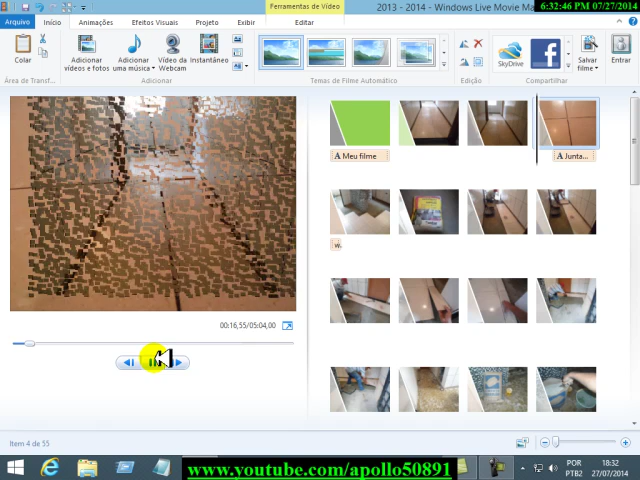 Ferramentas de Vídeo
2013 - 2014 - Windows Live Movie Ma
6:32:46 PM 07/27/2014
Arquivo
Início
Animações
Efeitos Visuais
Projeto
Exibir
Editar
Colar
Adicionar vídeos e fotos
Adicionar uma música
Vídeo da Webcam
Instantâneo
SkyDrive
Salvar filme
Entrar
Área de Transf...
Adicionar
Temas de Filme Automático
Edição
Compartilhar
A Meu filme
A Junta...
w.
00:16,55/05:04,00
Item 4 de 55
www.youtube.com/apollo50891
POR
PTB2
18:32
27/07/2014